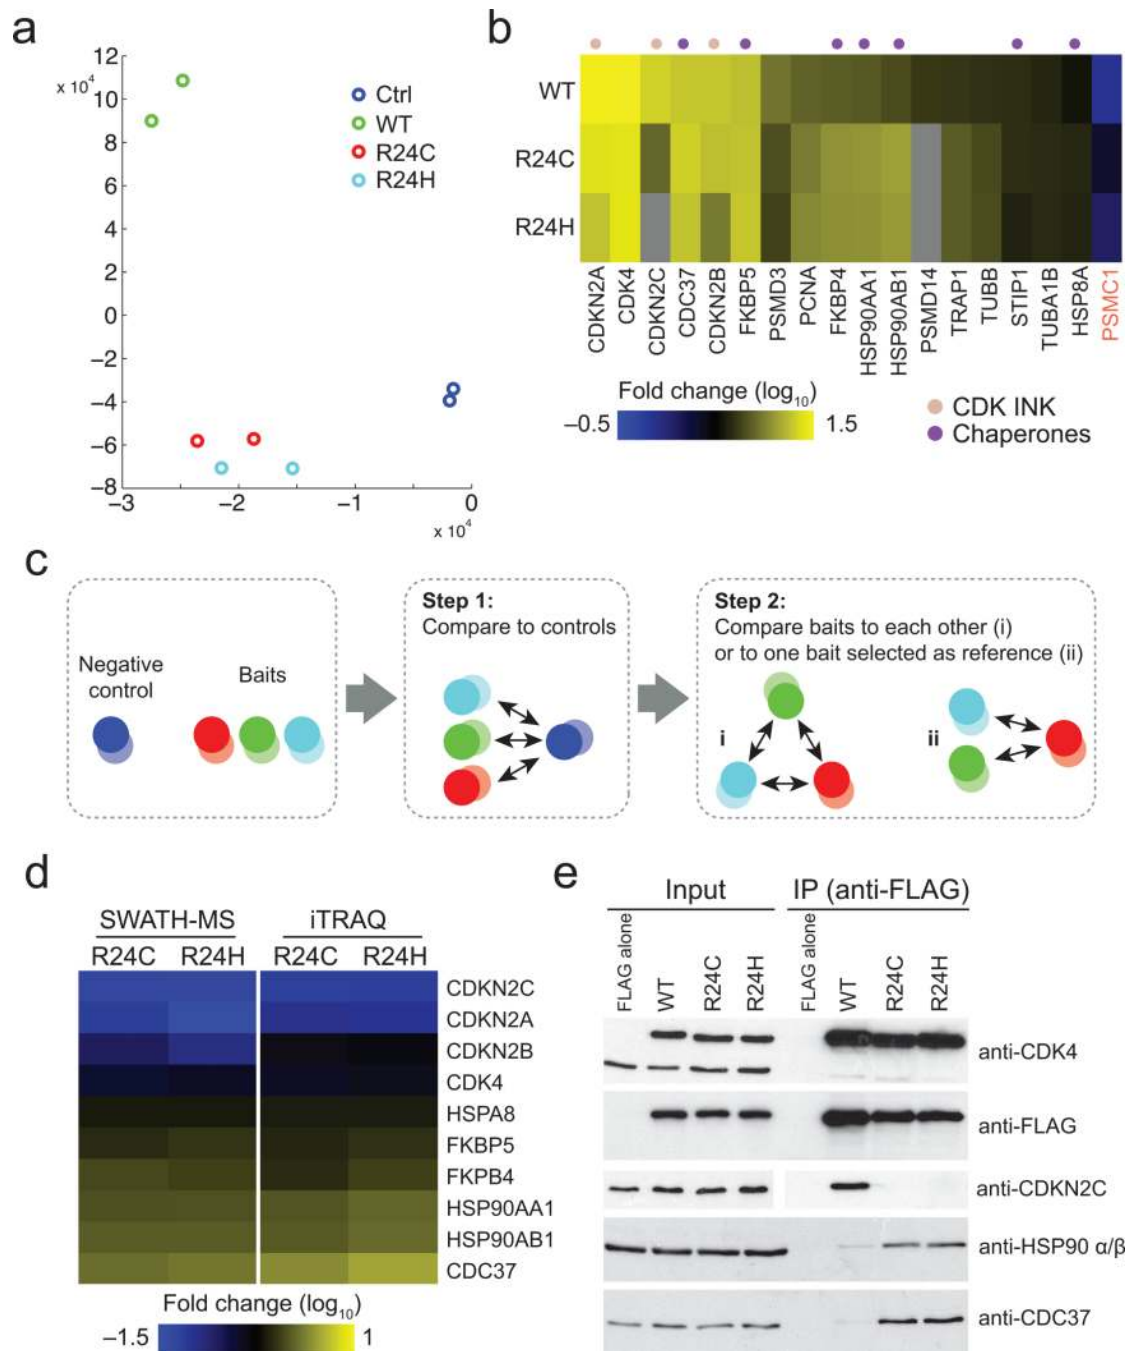 a
12
x 10⁴
10
8
6
4
2
0
−2
−4
−6
−8
−3
−2
−1
0
x 10⁴
Ctrl
WT
R24C
R24H
b
WT
R24C
R24H
CDKN2A
CDK4
CDKN2C
CDC37
CDKN2B
FKBP5
PSMD3
PCNA
FKBP4
HSP90AA1
HSP90AB1
PSMD14
TRAP1
TUBB
STIP1
TUBA1B
HSP8A
PSMC1
Fold change (log₁₀)
−0.5
1.5
CDK INK
Chaperones
c
Negative
control
Baits
Step 1:
Compare to controls
Step 2:
Compare baits to each other (i)
or to one bait selected as reference (ii)
i
ii
d
SWATH-MS
iTRAQ
R24C R24H R24C R24H
CDKN2C
CDKN2A
CDKN2B
CDK4
HSPA8
FKBP5
FKPB4
HSP90AA1
HSP90AB1
CDC37
Fold change (log₁₀)
−1.5
1
e
Input
IP (anti-FLAG)
FLAG alone
WT
R24C
R24H
FLAG alone
WT
R24C
R24H
anti-CDK4
anti-FLAG
anti-CDKN2C
anti-HSP90 α/β
anti-CDC37